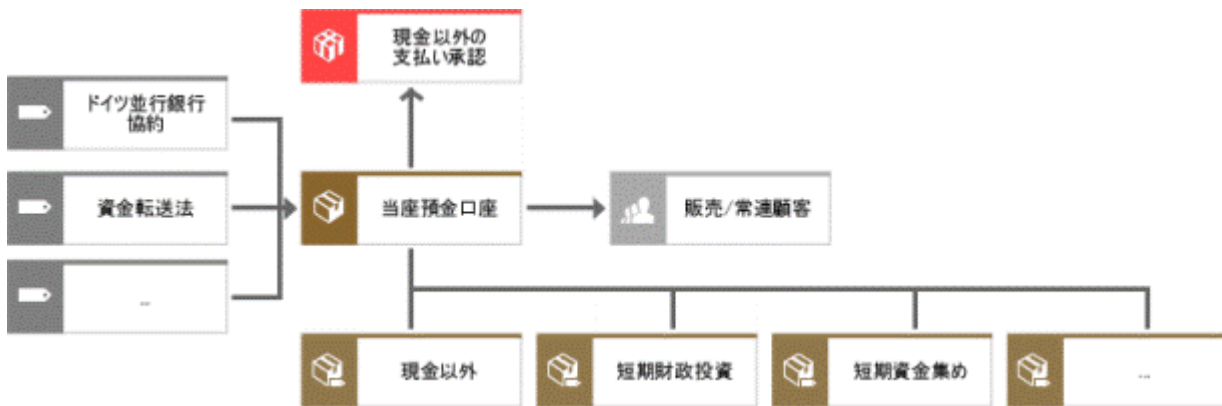 現金以外の
支払い承認
ドイツ並行銀行
協約
資金転送法
当座預金口座
販売/常連顧客
...
現金以外
短期財政投資
短期資金集め
...